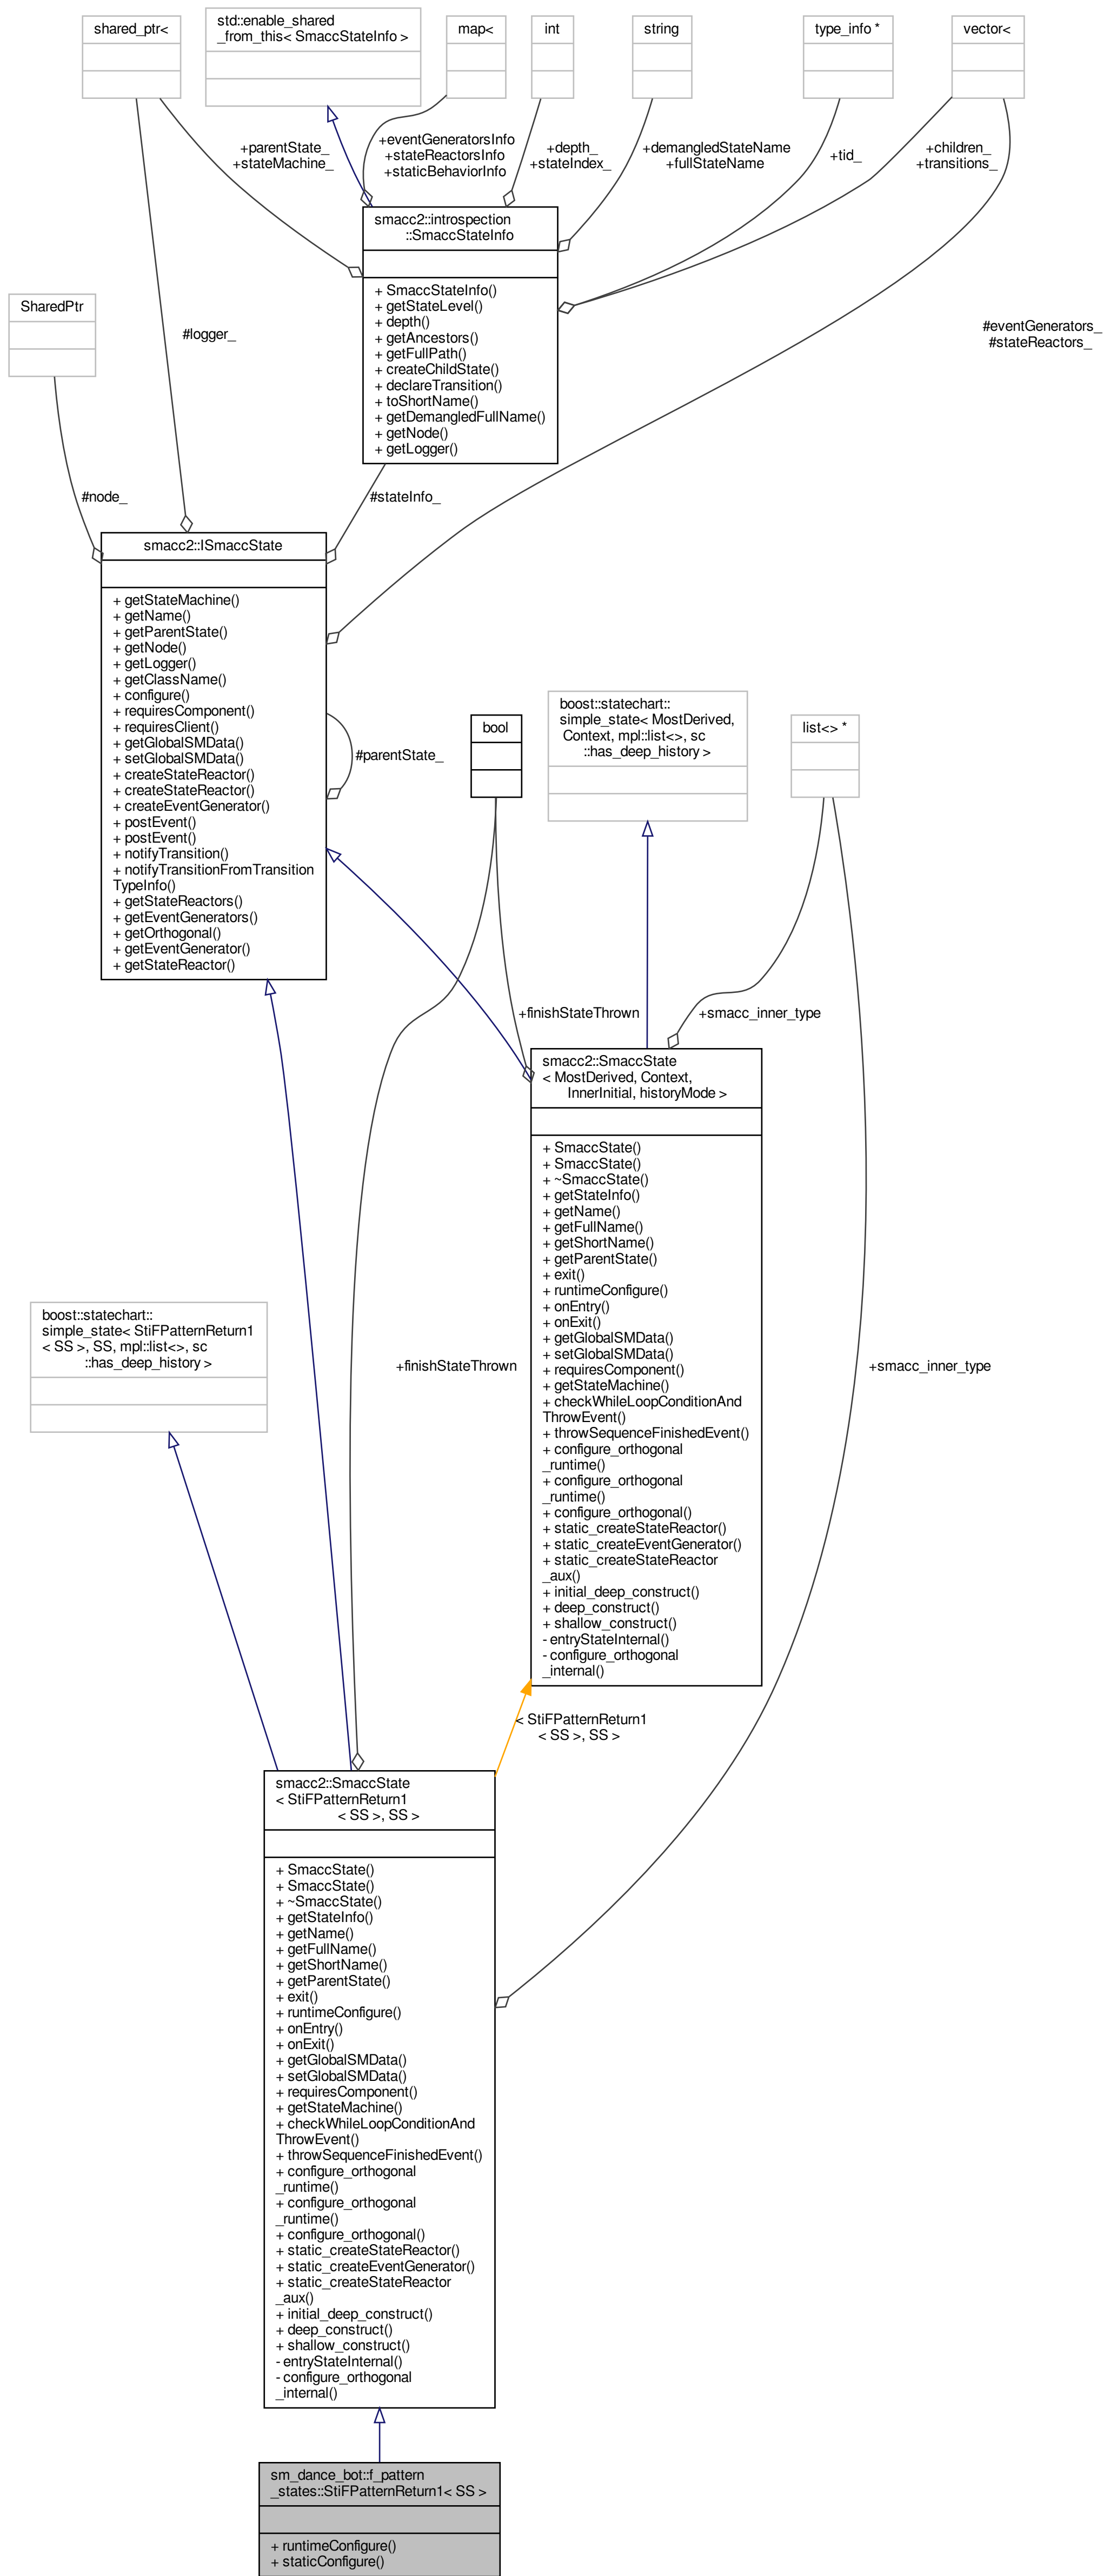 shared_ptr<
std::enable_shared
_from_this< SmaccStateInfo >
map<
int
string
type_info *
vector<
+parentState_
+stateMachine_
+eventGeneratorsInfo
+stateReactorsInfo
+staticBehaviorInfo
+depth_
+stateIndex_
+demangledStateName
+fullStateName
+tid_
+children_
+transitions_
smacc2::introspection
::SmaccStateInfo
+ SmaccStateInfo()
+ getStateLevel()
+ depth()
+ getAncestors()
+ getFullPath()
+ createChildState()
+ declareTransition()
+ toShortName()
+ getDemangledFullName()
+ getNode()
+ getLogger()
SharedPtr
#logger_
#eventGenerators_
#stateReactors_
#node_
#stateInfo_
smacc2::ISmaccState
+ getStateMachine()
+ getName()
+ getParentState()
+ getNode()
+ getLogger()
+ getClassName()
+ configure()
+ requiresComponent()
+ requiresClient()
+ getGlobalSMData()
+ setGlobalSMData()
+ createStateReactor()
+ createStateReactor()
+ createEventGenerator()
+ postEvent()
+ postEvent()
+ notifyTransition()
+ notifyTransitionFromTransition
TypeInfo()
+ getStateReactors()
+ getEventGenerators()
+ getOrthogonal()
+ getEventGenerator()
+ getStateReactor()
#parentState_
bool
boost::statechart::
simple_state< MostDerived,
Context, mpl::list<>, sc
::has_deep_history >
list<> *
+finishStateThrown
+smacc_inner_type
smacc2::SmaccState
< MostDerived, Context,
InnerInitial, historyMode >
+ SmaccState()
+ SmaccState()
+ ~SmaccState()
+ getStateInfo()
+ getName()
+ getFullName()
+ getShortName()
+ getParentState()
+ exit()
+ runtimeConfigure()
+ onEntry()
+ onExit()
+ getGlobalSMData()
+ setGlobalSMData()
+ requiresComponent()
+ getStateMachine()
+ checkWhileLoopConditionAnd
ThrowEvent()
+ throwSequenceFinishedEvent()
+ configure_orthogonal
_runtime()
+ configure_orthogonal
_runtime()
+ configure_orthogonal()
+ static_createStateReactor()
+ static_createEventGenerator()
+ static_createStateReactor
_aux()
+ initial_deep_construct()
+ deep_construct()
+ shallow_construct()
- entryStateInternal()
- configure_orthogonal
_internal()
boost::statechart::
simple_state< StiFPatternReturn1
< SS >, SS, mpl::list<>, sc
::has_deep_history >
+finishStateThrown
+smacc_inner_type
< StiFPatternReturn1
< SS >, SS >
smacc2::SmaccState
< StiFPatternReturn1
< SS >, SS >
+ SmaccState()
+ SmaccState()
+ ~SmaccState()
+ getStateInfo()
+ getName()
+ getFullName()
+ getShortName()
+ getParentState()
+ exit()
+ runtimeConfigure()
+ onEntry()
+ onExit()
+ getGlobalSMData()
+ setGlobalSMData()
+ requiresComponent()
+ getStateMachine()
+ checkWhileLoopConditionAnd
ThrowEvent()
+ throwSequenceFinishedEvent()
+ configure_orthogonal
_runtime()
+ configure_orthogonal
_runtime()
+ configure_orthogonal()
+ static_createStateReactor()
+ static_createEventGenerator()
+ static_createStateReactor
_aux()
+ initial_deep_construct()
+ deep_construct()
+ shallow_construct()
- entryStateInternal()
- configure_orthogonal
_internal()
sm_dance_bot::f_pattern
_states::StiFPatternReturn1< SS >
+ runtimeConfigure()
+ staticConfigure()